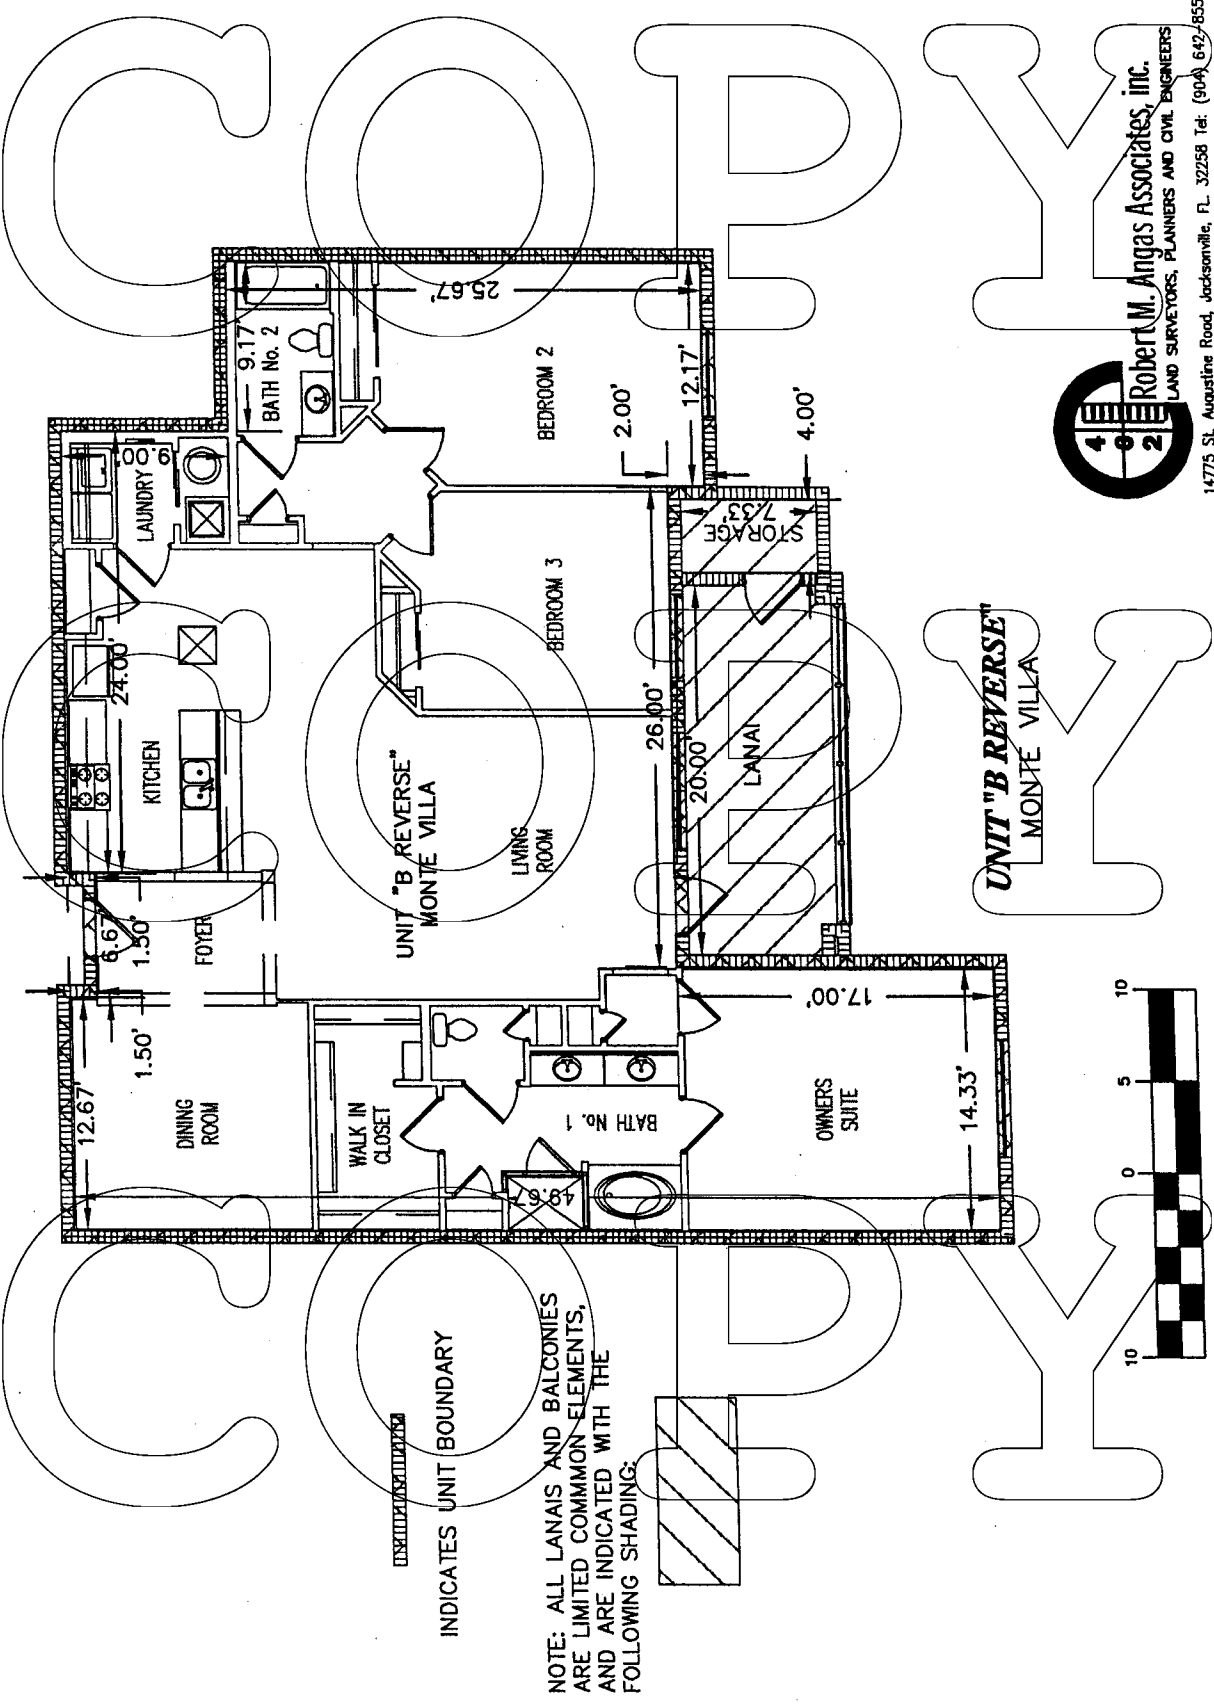 COPY
COPY
COPY
12.67'
1.50'
6.67'
1.50'
24.00'
9.00
9.17'
25.67'
DINING
ROOM
FOYER
KITCHEN
LAUNDRY
BATH No. 2
WALK IN
CLOSET
UNIT "B REVERSE"
MONTE VILLA
LIVING
ROOM
BEDROOM 3
BEDROOM 2
BATH No. 1
49.67'
26.00'
2.00'
12.17'
4.00'
20.00'
7.33'
STORAGE
LANAI
17.00'
OWNERS
SUITE
14.33'
INDICATES UNIT BOUNDARY
NOTE: ALL LANAIS AND BALCONIES
ARE LIMITED COMMMON ELEMENTS,
AND ARE INDICATED WITH THE
FOLLOWING SHADING:
UNIT "B REVERSE"
MONTE VILLA
10 0 5 10
4 0 2
Robert M. Angas Associates, inc.
LAND SURVEYORS, PLANNERS AND CIVIL ENGINEERS
14775 St. Augustine Road, Jacksonville, FL. 32258 Tel: (904) 642-855